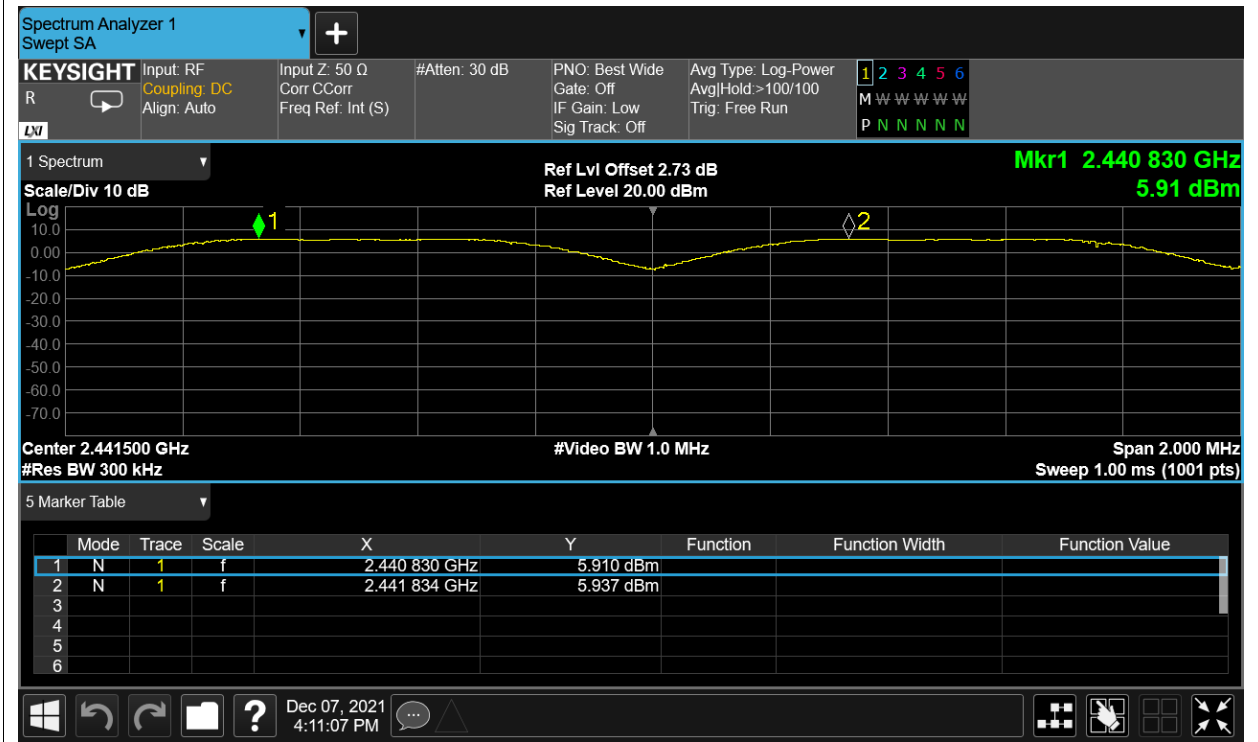 Spectrum Analyzer 1
Swept SA
+
KEYSIGHT Input: RF Input Z: 50 Ω #Atten: 30 dB PNO: Best Wide Avg Type: Log-Power 1 2 3 4 5 6
R Coupling: DC Corr CCorr Gate: Off Avg|Hold:>100/100 M W W W W W
Align: Auto Freq Ref: Int (S) IF Gain: Low Trig: Free Run
LXI Sig Track: Off P N N N N N
1 Spectrum Ref Lvl Offset 2.73 dB Mkr1 2.440 830 GHz
Scale/Div 10 dB Ref Level 20.00 dBm 5.91 dBm
Log
1 2
10.0
0.00
-10.0
-20.0
-30.0
-40.0
-50.0
-60.0
-70.0
Center 2.441500 GHz #Video BW 1.0 MHz Span 2.000 MHz
#Res BW 300 kHz Sweep 1.00 ms (1001 pts)
5 Marker Table
Mode Trace Scale X Y Function Function Width Function Value
1 N 1 f 2.440 830 GHz 5.910 dBm
2 N 1 f 2.441 834 GHz 5.937 dBm
3
4
5
6
? Dec 07, 2021
4:11:07 PM